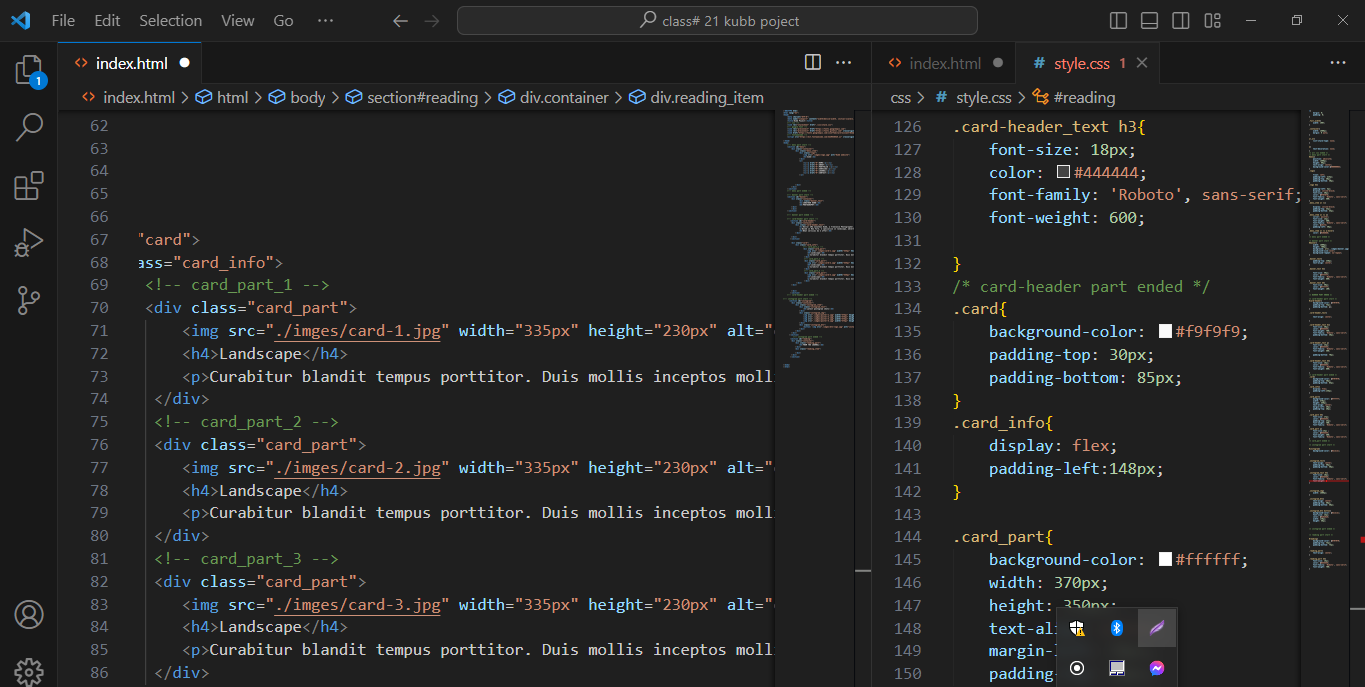 File Edit Selection View Go ··· class# 21 kubb poject
1
index.html
index.html style.css 1
index.html > html > body > section#reading > div.container > div.reading_item
css > # style.css > #reading
62
63
64
65
66
67 "card">
68 ass="card_info">
69 <!-- card_part_1 -->
70 <div class="card_part">
71 <img src="./imges/card-1.jpg" width="335px" height="230px" alt="
72 <h4>Landscape</h4>
73 <p>Curabitur blandit tempus porttitor. Duis mollis inceptos moll
74 </div>
75 <!-- card_part_2 -->
76 <div class="card_part">
77 <img src="./imges/card-2.jpg" width="335px" height="230px" alt="
78 <h4>Landscape</h4>
79 <p>Curabitur blandit tempus porttitor. Duis mollis inceptos moll
80 </div>
81 <!-- card_part_3 -->
82 <div class="card_part">
83 <img src="./imges/card-3.jpg" width="335px" height="230px" alt="
84 <h4>Landscape</h4>
85 <p>Curabitur blandit tempus porttitor. Duis mollis inceptos moll
86 </div>
126 .card-header_text h3{
127 font-size: 18px;
128 color: #444444;
129 font-family: 'Roboto', sans-serif;
130 font-weight: 600;
131
132 }
133 /* card-header part ended */
134 .card{
135 background-color: #f9f9f9;
136 padding-top: 30px;
137 padding-bottom: 85px;
138 }
139 .card_info{
140 display: flex;
141 padding-left:148px;
142 }
143
144 .card_part{
145 background-color: #ffffff;
146 width: 370px;
147 height: 350px;
148 text-ali
149 margin-
150 padding-